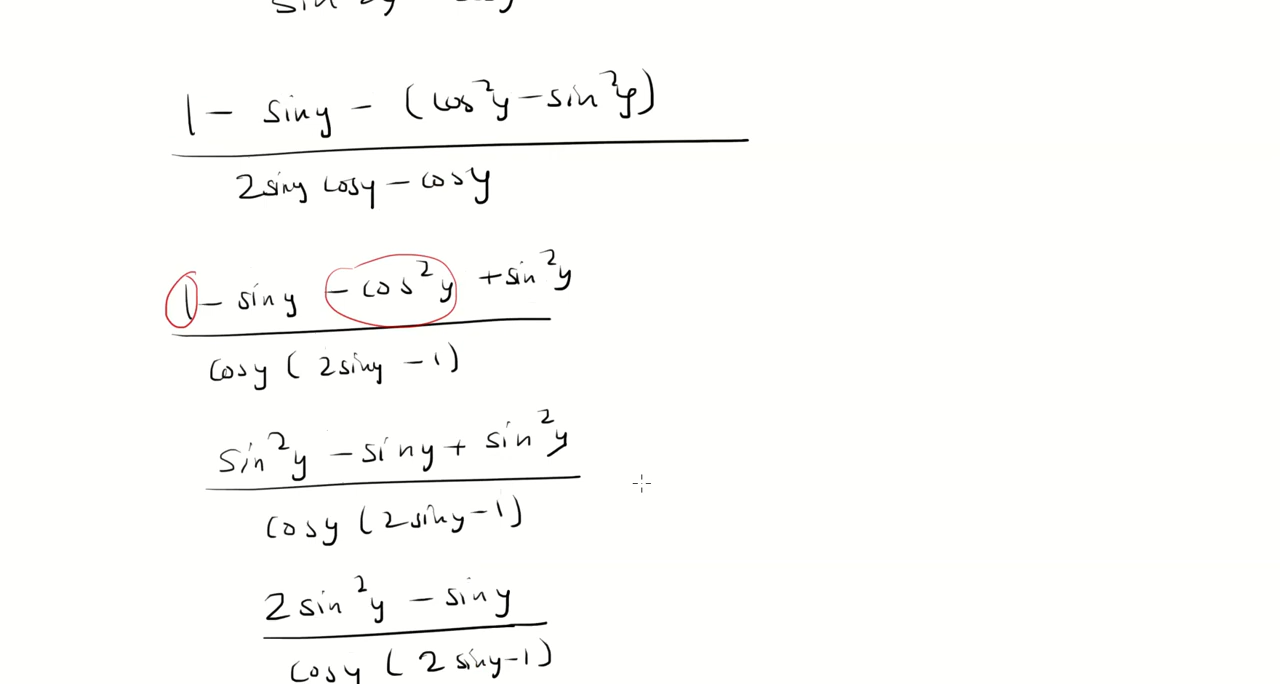 1 - sin y - (cos²y - sin²y)
2sin y cos y - cos y
1 - sin y - cos²y + sin²y
cos y (2sin y - 1)
sin²y - sin y + sin²y
cos y (2sin y - 1)
2sin²y - sin y
cos y (2sin y - 1)